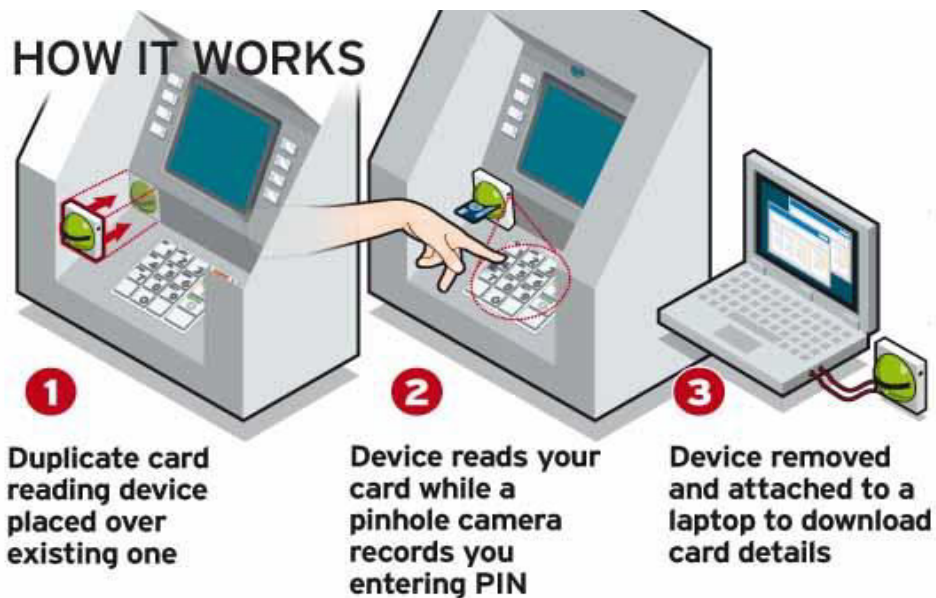 HOW IT WORKS
1
Duplicate card
reading device
placed over
existing one
2
Device reads your
card while a
pinhole camera
records you
entering PIN
3
Device removed
and attached to a
laptop to download
card details